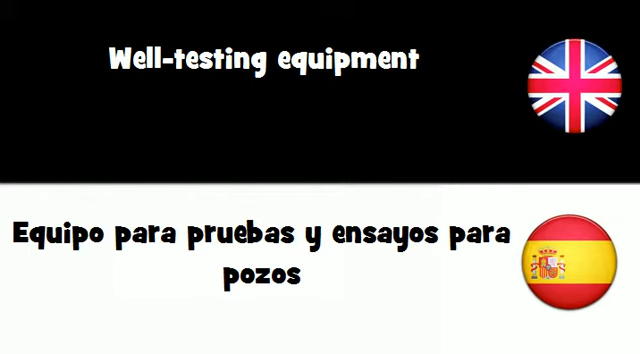 Well-testing equipment
Equipo para pruebas y ensayos para
pozos